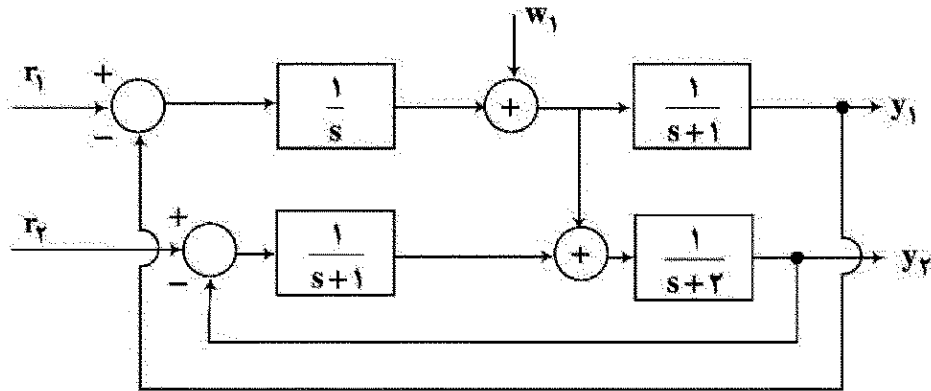 w₁
r₁ + − ۱/s + ۱/(s+۱) y₁
r₂ + − ۱/(s+۱) + ۱/(s+۲) y₂